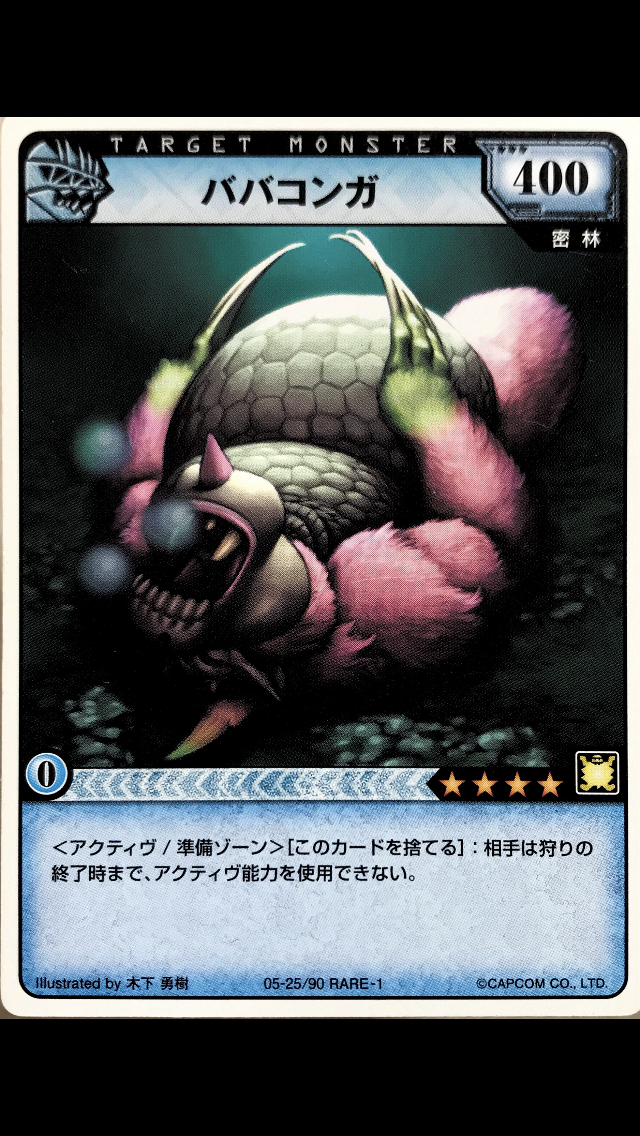 TARGET MONSTER
ババコンガ
400
密林
0
<アクティヴ / 準備ゾーン>[このカードを捨てる]：相手は狩りの
終了時まで、アクティヴ能力を使用できない。
Illustrated by 木下 勇樹
05-25/90 RARE-1
©CAPCOM CO., LTD.